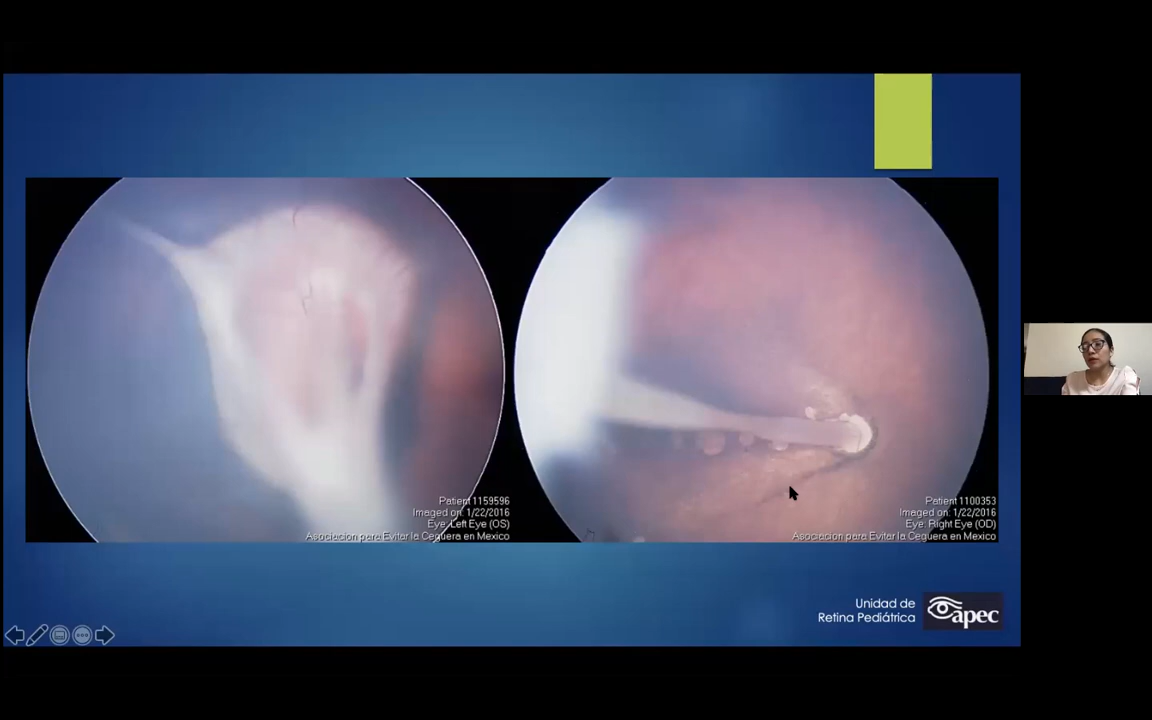 Patient 1159596
Imaged on: 1/22/2016
Eye: Left Eye (OS)
Asociacion para Evitar la Ceguera en Mexico
Patient 1100353
Imaged on: 1/22/2016
Eye: Right Eye (OD)
Asociacion para Evitar la Ceguera en Mexico
Unidad de
Retina Pediátrica
apec